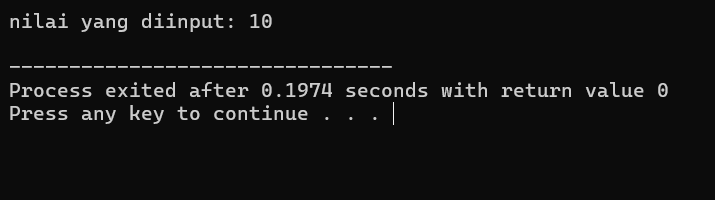 nilai yang diinput: 10
--------------------------------
Process exited after 0.1974 seconds with return value 0
Press any key to continue . . .